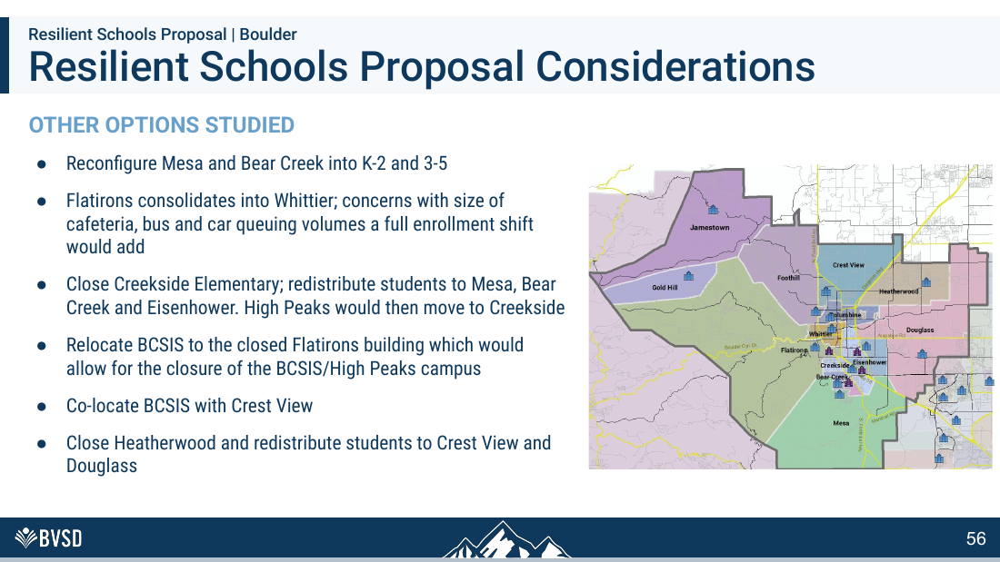 Resilient Schools Proposal | Boulder
Resilient Schools Proposal Considerations
OTHER OPTIONS STUDIED
● Reconfigure Mesa and Bear Creek into K-2 and 3-5
● Flatirons consolidates into Whittier; concerns with size of
cafeteria, bus and car queuing volumes a full enrollment shift
would add
● Close Creekside Elementary; redistribute students to Mesa, Bear
Creek and Eisenhower. High Peaks would then move to Creekside
● Relocate BCSIS to the closed Flatirons building which would
allow for the closure of the BCSIS/High Peaks campus
● Co-locate BCSIS with Crest View
● Close Heatherwood and redistribute students to Crest View and
Douglass
Jamestown
Crest View
Gold Hill
Foothill
Heatherwood
Columbine
Douglass
Whittier
Boulder Cyn Dr.
Flatirons
Eisenhower
Creekside
Bear Creek
Mesa
BVSD
56